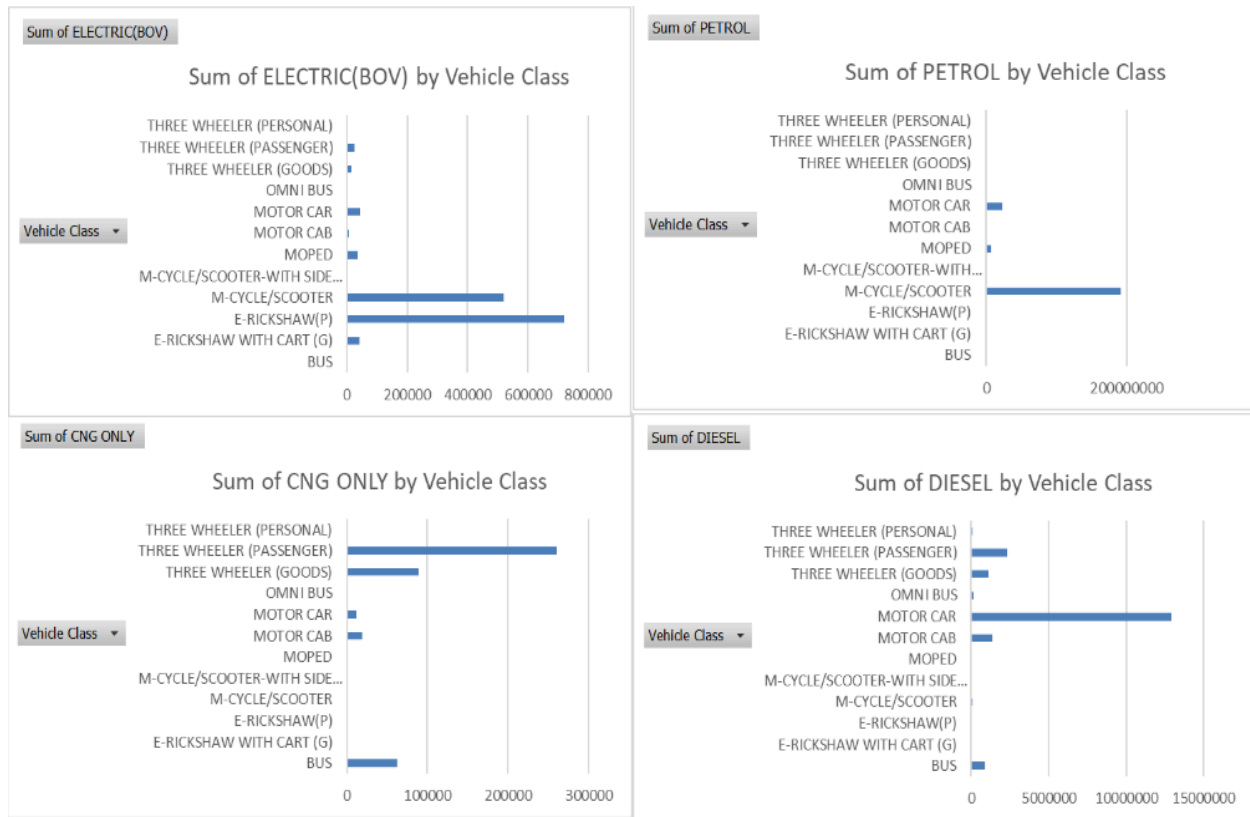 Sum of ELECTRIC(BOV)
Sum of ELECTRIC(BOV) by Vehicle Class
THREE WHEELER (PERSONAL)
THREE WHEELER (PASSENGER)
THREE WHEELER (GOODS)
OMNI BUS
MOTOR CAR
Vehicle Class
MOTOR CAB
MOPED
M-CYCLE/SCOOTER-WITH SIDE...
M-CYCLE/SCOOTER
E-RICKSHAW(P)
E-RICKSHAW WITH CART (G)
BUS
0 200000 400000 600000 800000
Sum of PETROL
Sum of PETROL by Vehicle Class
THREE WHEELER (PERSONAL)
THREE WHEELER (PASSENGER)
THREE WHEELER (GOODS)
OMNI BUS
MOTOR CAR
Vehicle Class
MOTOR CAB
MOPED
M-CYCLE/SCOOTER-WITH...
M-CYCLE/SCOOTER
E-RICKSHAW(P)
E-RICKSHAW WITH CART (G)
BUS
0 200000000
Sum of CNG ONLY
Sum of CNG ONLY by Vehicle Class
THREE WHEELER (PERSONAL)
THREE WHEELER (PASSENGER)
THREE WHEELER (GOODS)
OMNI BUS
MOTOR CAR
Vehicle Class
MOTOR CAB
MOPED
M-CYCLE/SCOOTER-WITH SIDE...
M-CYCLE/SCOOTER
E-RICKSHAW(P)
E-RICKSHAW WITH CART (G)
BUS
0 100000 200000 300000
Sum of DIESEL
Sum of DIESEL by Vehicle Class
THREE WHEELER (PERSONAL)
THREE WHEELER (PASSENGER)
THREE WHEELER (GOODS)
OMNI BUS
MOTOR CAR
Vehicle Class
MOTOR CAB
MOPED
M-CYCLE/SCOOTER-WITH SIDE...
M-CYCLE/SCOOTER
E-RICKSHAW(P)
E-RICKSHAW WITH CART (G)
BUS
0 5000000 10000000 15000000